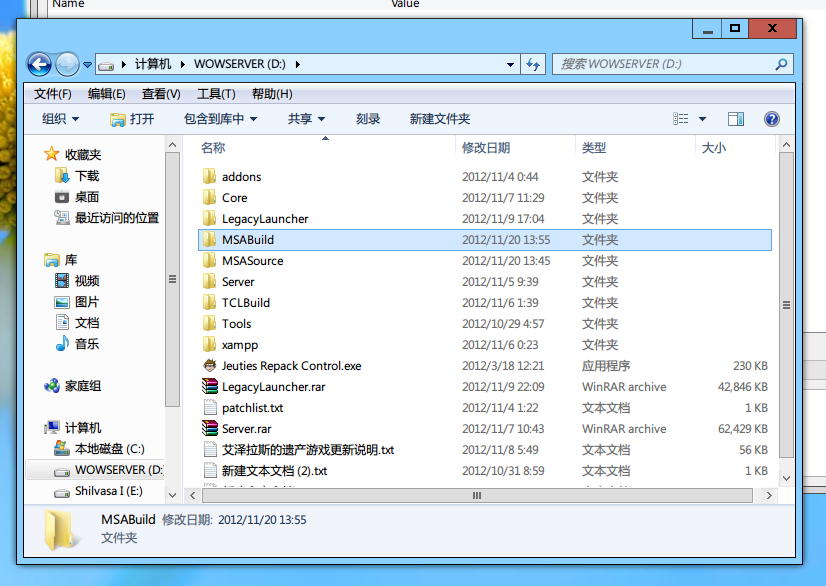 Name Value
计算机 WOWSERVER (D:) 搜索 WOWSERVER (D:)
文件(F) 编辑(E) 查看(V) 工具(T) 帮助(H)
组织 打开 包含到库中 共享 刻录 新建文件夹
收藏夹
下载
桌面
最近访问的位置
库
视频
图片
文档
音乐
家庭组
计算机
本地磁盘 (C:)
WOWSERVER (D:
Shilvasa I (E:)
名称 修改日期 类型 大小
addons 2012/11/4 0:44 文件夹
Core 2012/11/7 11:29 文件夹
LegacyLauncher 2012/11/9 17:04 文件夹
MSABuild 2012/11/20 13:55 文件夹
MSASource 2012/11/20 13:45 文件夹
Server 2012/11/5 9:39 文件夹
TCLBuild 2012/11/6 1:39 文件夹
Tools 2012/10/29 4:57 文件夹
xampp 2012/11/6 0:23 文件夹
Jeuties Repack Control.exe 2012/3/18 12:21 应用程序 230 KB
LegacyLauncher.rar 2012/11/9 22:09 WinRAR archive 42,846 KB
patchlist.txt 2012/11/4 1:22 文本文档 1 KB
Server.rar 2012/11/7 10:43 WinRAR archive 62,429 KB
艾泽拉斯的遗产游戏更新说明.txt 2012/11/8 5:49 文本文档 56 KB
新建文本文档 (2).txt 2012/10/31 8:59 文本文档 1 KB
MSABuild 修改日期: 2012/11/20 13:55
文件夹